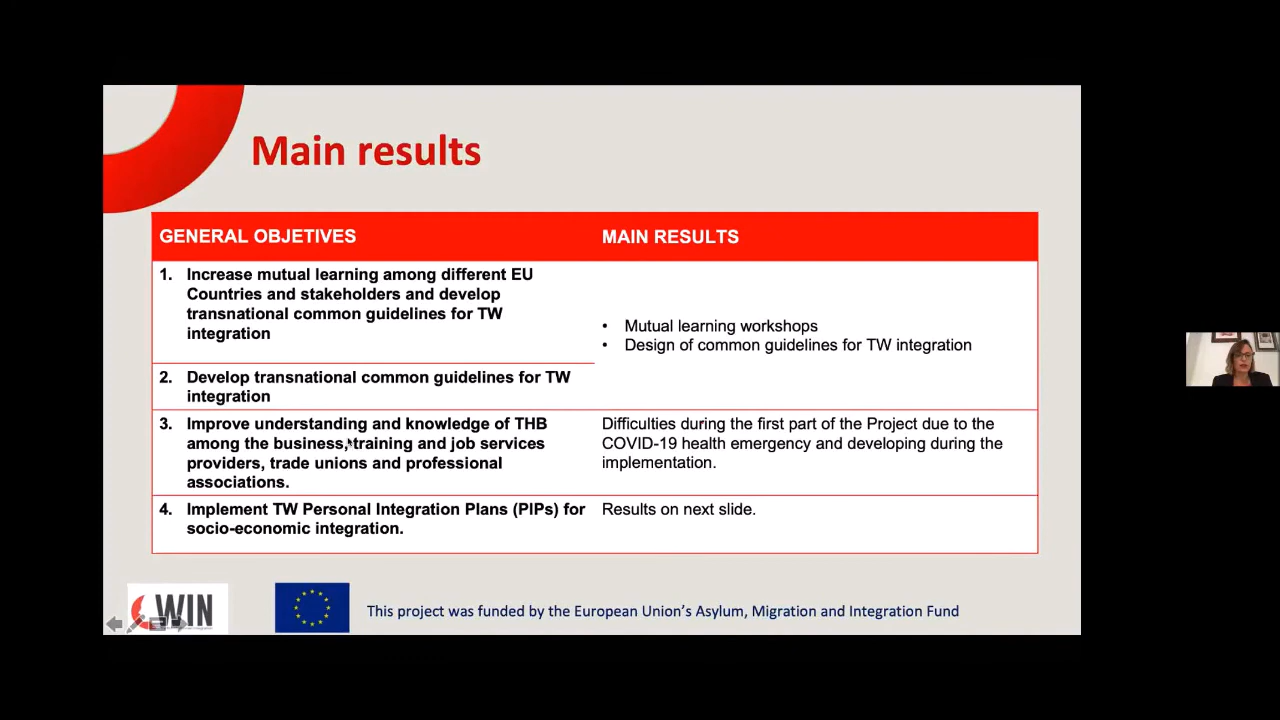 Main results
GENERAL OBJETIVES
MAIN RESULTS
1. Increase mutual learning among different EU
Countries and stakeholders and develop
transnational common guidelines for TW
integration
• Mutual learning workshops
• Design of common guidelines for TW integration
2. Develop transnational common guidelines for TW
integration
3. Improve understanding and knowledge of THB
among the business, training and job services
providers, trade unions and professional
associations.
Difficulties during the first part of the Project due to the
COVID-19 health emergency and developing during the
implementation.
4. Implement TW Personal Integration Plans (PIPs) for
socio-economic integration.
Results on next slide.
WIN
This project was funded by the European Union’s Asylum, Migration and Integration Fund